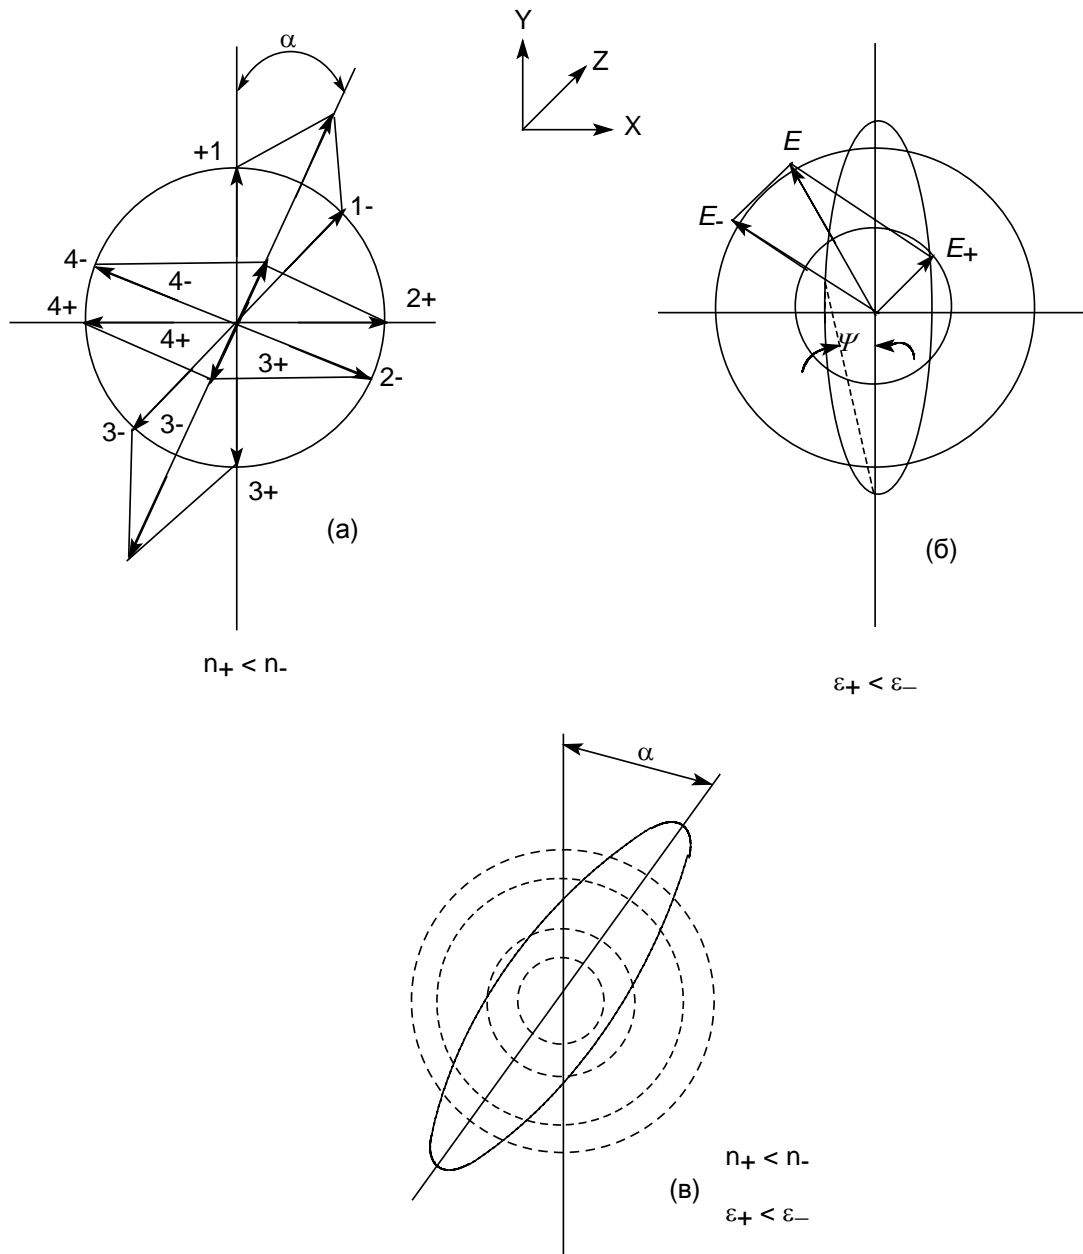 α
Y
Z
X
+1
1-
4-
4-
4+
2+
4+
3+
2-
3-
3-
3+
(a)
n+ < n-
E
E-
E+
Ψ
(б)
ε+ < ε–
α
n+ < n-
(в)
ε+ < ε–